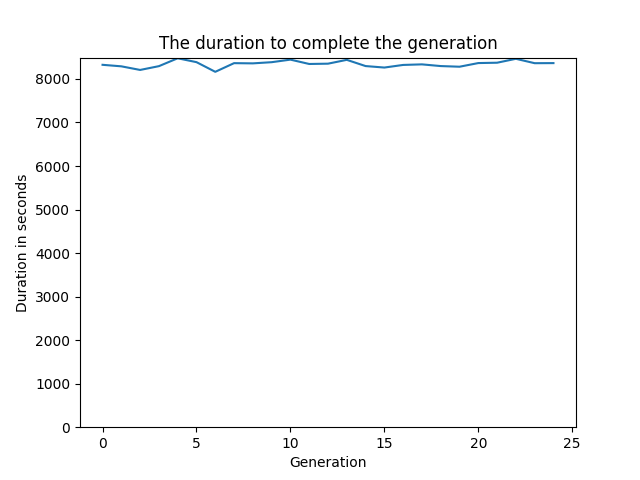 The duration to complete the generation
8000
7000
6000
5000
4000
3000
2000
1000
0
Duration in seconds
0 5 10 15 20 25
Generation